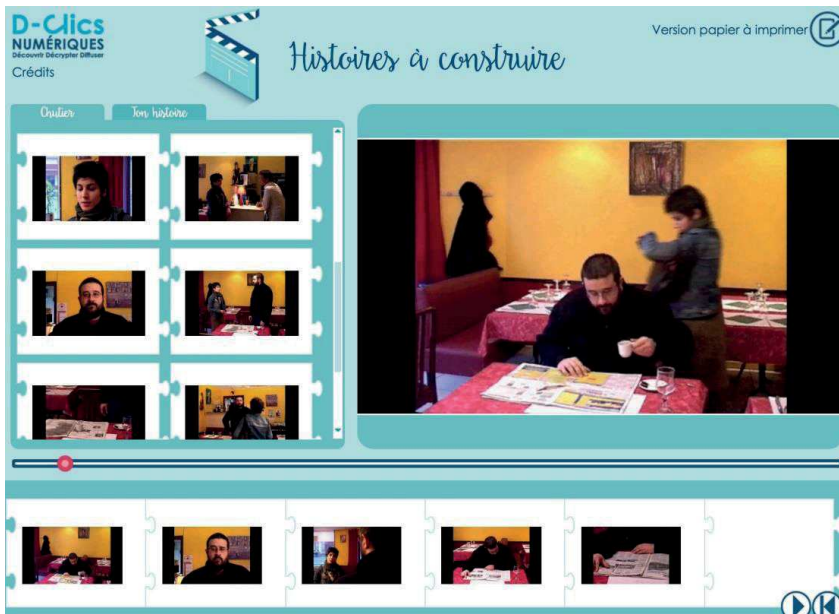 D-Clics
NUMÉRIQUES
Découvrir Décrypter Diffuser
Crédits
Histoires à construire
Version papier à imprimer
Chutier
Ton histoire